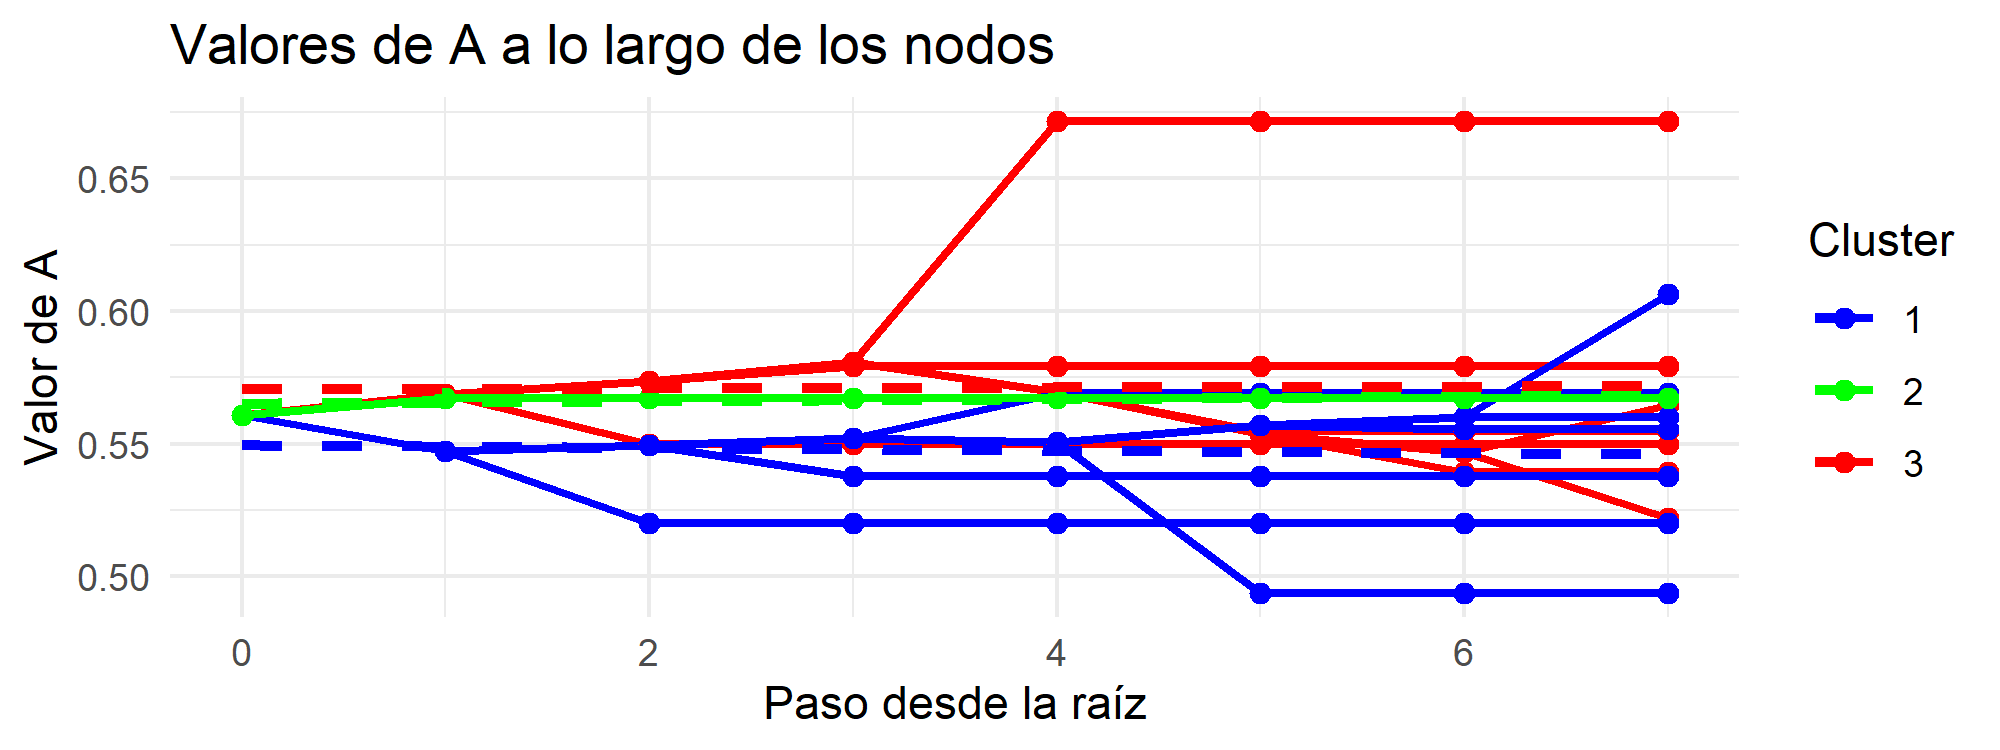 Valores de A a lo largo de los nodos
Valor de A
0.65
0.60
0.55
0.50
0
2
4
6
Paso desde la raíz
Cluster
1
2
3